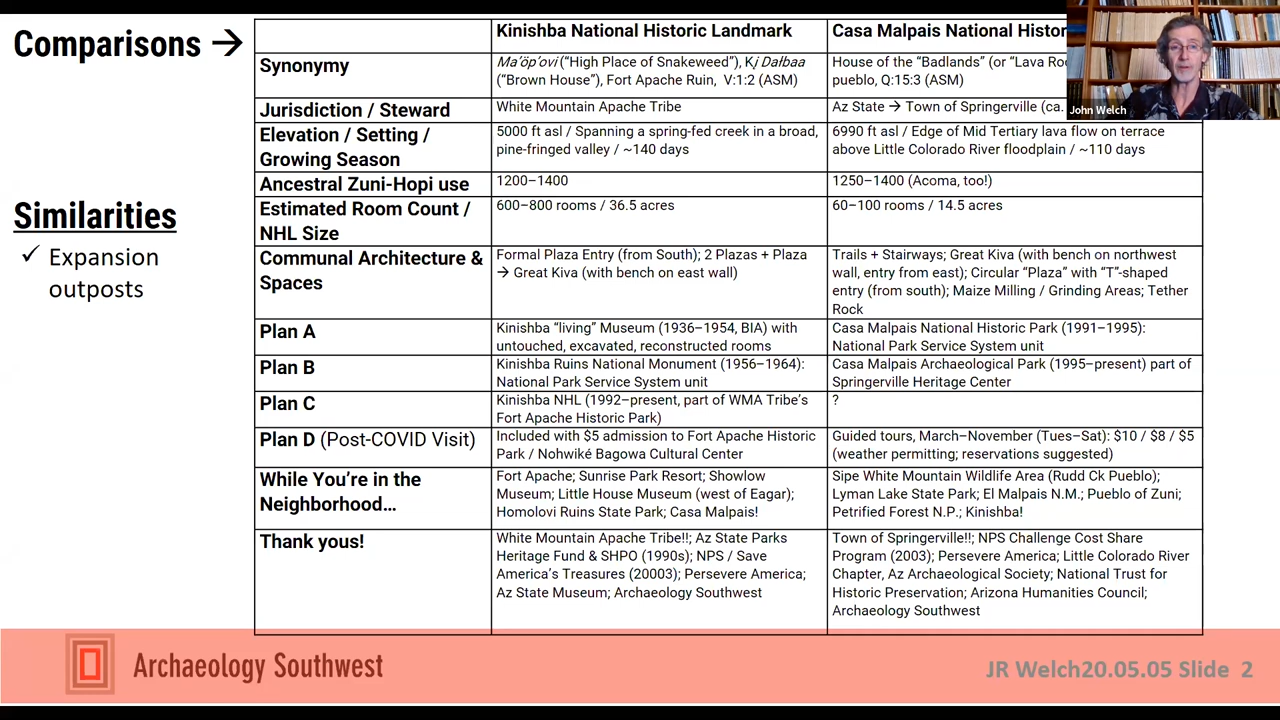 Comparisons →
Similarities
✓ Expansion
outposts
Kinishba National Historic Landmark
Casa Malpais National Histor
Synonomy
Ma'öp'ovi ("High Place of Snakeweed"), Kį Dałbaa
("Brown House"), Fort Apache Ruin, V:1:2 (ASM)
House of the "Badlands" (or "Lava
pueblo, Q:15:3 (ASM)
Jurisdiction / Steward
White Mountain Apache Tribe
Az State → Town of Springerville (ca.
Elevation / Setting /
Growing Season
5000 ft asl / Spanning a spring-fed creek in a broad,
pine-fringed valley / ~140 days
6990 ft asl / Edge of Mid Tertiary lava flow on terrace
above Little Colorado River floodplain / ~110 days
Ancestral Zuni-Hopi use
1200–1400
1250–1400 (Acoma, too!)
Estimated Room Count /
NHL Size
600–800 rooms / 36.5 acres
60–100 rooms / 14.5 acres
Communal Architecture &
Spaces
Formal Plaza Entry (from South); 2 Plazas + Plaza
→ Great Kiva (with bench on east wall)
Trails + Stairways; Great Kiva (with bench on northwest
wall, entry from east); Circular "Plaza" with "T"-shaped
entry (from south); Maize Milling / Grinding Areas; Tether
Rock
Plan A
Kinishba "living" Museum (1936–1954, BIA) with
untouched, excavated, reconstructed rooms
Casa Malpais National Historic Park (1991–1995):
National Park Service System unit
Plan B
Kinishba Ruins National Monument (1956–1964):
National Park Service System unit
Casa Malpais Archaeological Park (1995–present) part of
Springerville Heritage Center
Plan C
Kinishba NHL (1992–present, part of WMA Tribe's
Fort Apache Historic Park)
?
Plan D (Post-COVID Visit)
Included with $5 admission to Fort Apache Historic
Park / Nohwiké Bagowa Cultural Center
Guided tours, March–November (Tues–Sat): $10 / $8 / $5
(weather permitting; reservations suggested)
While You're in the
Neighborhood…
Fort Apache; Sunrise Park Resort; Showlow
Museum; Little House Museum (west of Eagar);
Homolovi Ruins State Park; Casa Malpais!
Sipe White Mountain Wildlife Area (Rudd Ck Pueblo);
Lyman Lake State Park; El Malpais N.M.; Pueblo of Zuni;
Petrified Forest N.P.; Kinishba!
Thank yous!
White Mountain Apache Tribe!!; Az State Parks
Heritage Fund & SHPO (1990s); NPS / Save
America's Treasures (20003); Persevere America;
Az State Museum; Archaeology Southwest
Town of Springerville!!; NPS Challenge Cost Share
Program (2003); Persevere America; Little Colorado River
Chapter, Az Archaeological Society; National Trust for
Historic Preservation; Arizona Humanities Council;
Archaeology Southwest
John Welch
Archaeology Southwest
JR Welch20.05.05 Slide 2